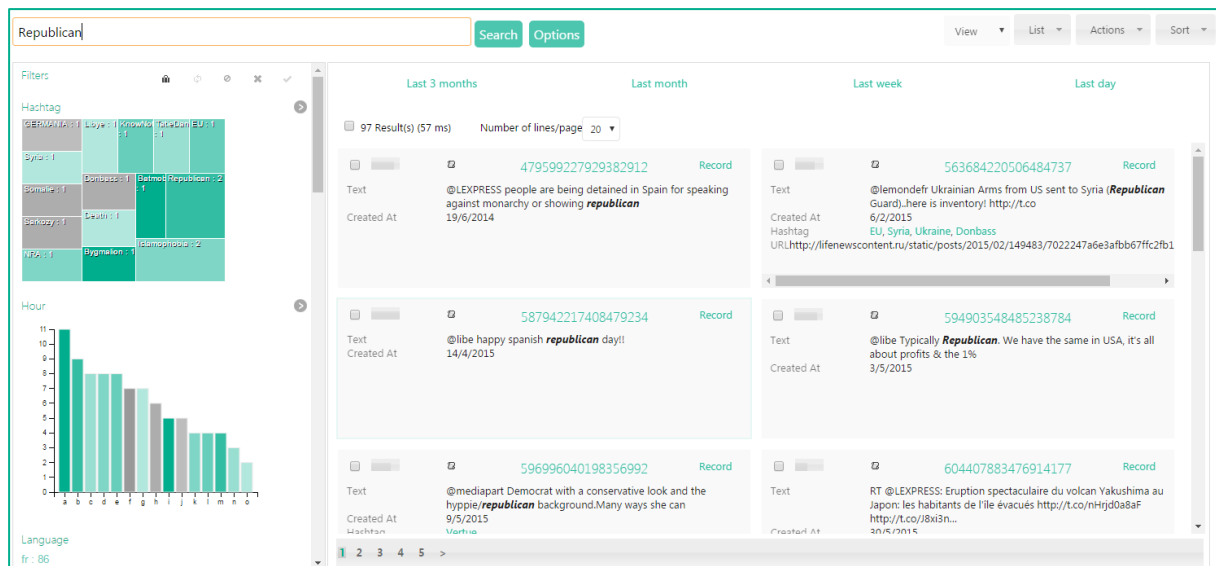 Republican
Search
Options
View
List
Actions
Sort
Filters
Hashtag
GERMANIA : 1
Libye : 1
: 1
: 1
EU : 1
Syria : 1
Donbass : 1
: 1
Republican : 2
Somalie : 1
Death : 1
Sarkozy : 1
Islamophobie : 2
NRA : 1
Bygmalion : 1
Hour
11
10
9
8
7
6
5
4
3
2
1
0
a b c d e f g h i j k l m n o
Language
fr : 86
Last 3 months
Last month
Last week
Last day
97 Result(s) (57 ms)
Number of lines/page 20
479599227929382912 Record
Text @LEXPRESS people are being detained in Spain for speaking
against monarchy or showing republican
Created At 19/6/2014
563684220506484737 Record
Text @lemondefr Ukrainian Arms from US sent to Syria (Republican
Guard)..here is inventory! http://t.co
Created At 6/2/2015
Hashtag EU, Syria, Ukraine, Donbass
URLhttp://lifenewscontent.ru/static/posts/2015/02/149483/7022247a6e3afbb67ffc2fb1
587942217408479234 Record
Text @libe happy spanish republican day!!
Created At 14/4/2015
594903548485238784 Record
Text @libe Typically Republican. We have the same in USA, it's all
about profits & the 1%
Created At 3/5/2015
596996040198356992 Record
Text @mediapart Democrat with a conservative look and the
hyppie/republican background.Many ways she can
Created At 9/5/2015
Hashtag Vertue
604407883476914177 Record
Text RT @LEXPRESS: Eruption spectaculaire du volcan Yakushima au
Japon: les habitants de l'île évacués http://t.co/nHrjd0a8aF
http://t.co/J8xi3n...
Created At 30/5/2015
1 2 3 4 5 >